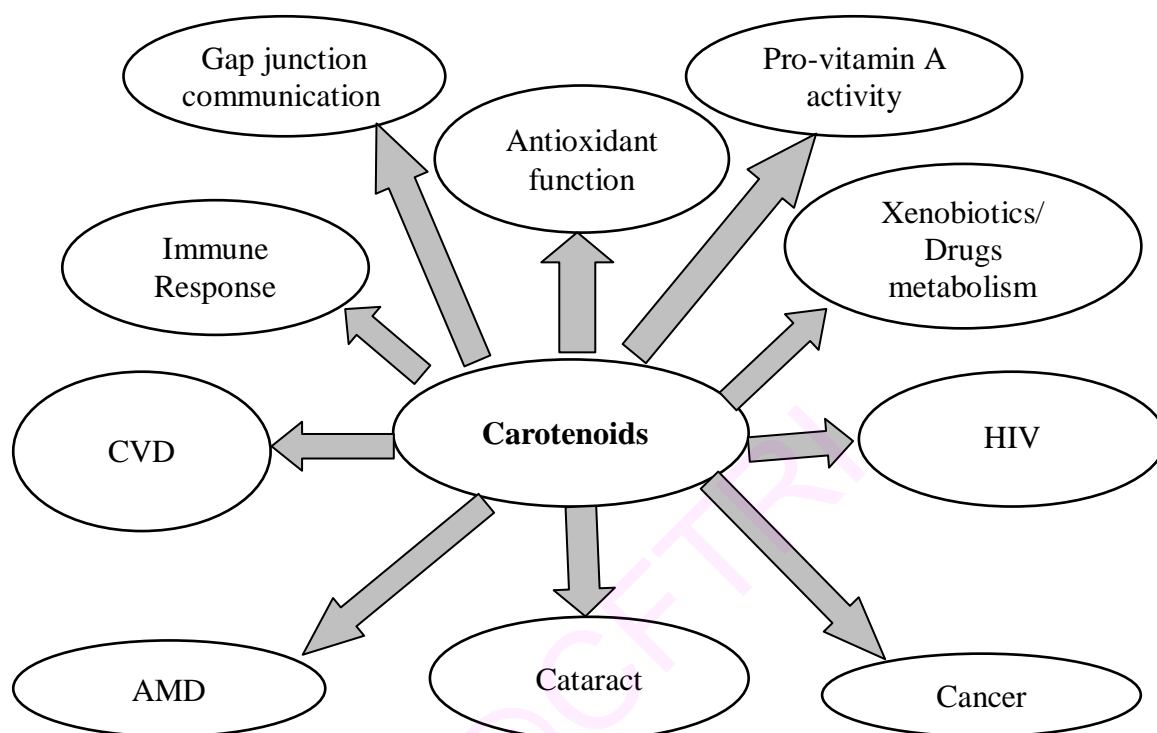 Gap junction
communication
Pro-vitamin A
activity
Antioxidant
function
Xenobiotics/
Drugs
metabolism
Immune
Response
Carotenoids
CVD
HIV
AMD
Cataract
Cancer
CFTRI